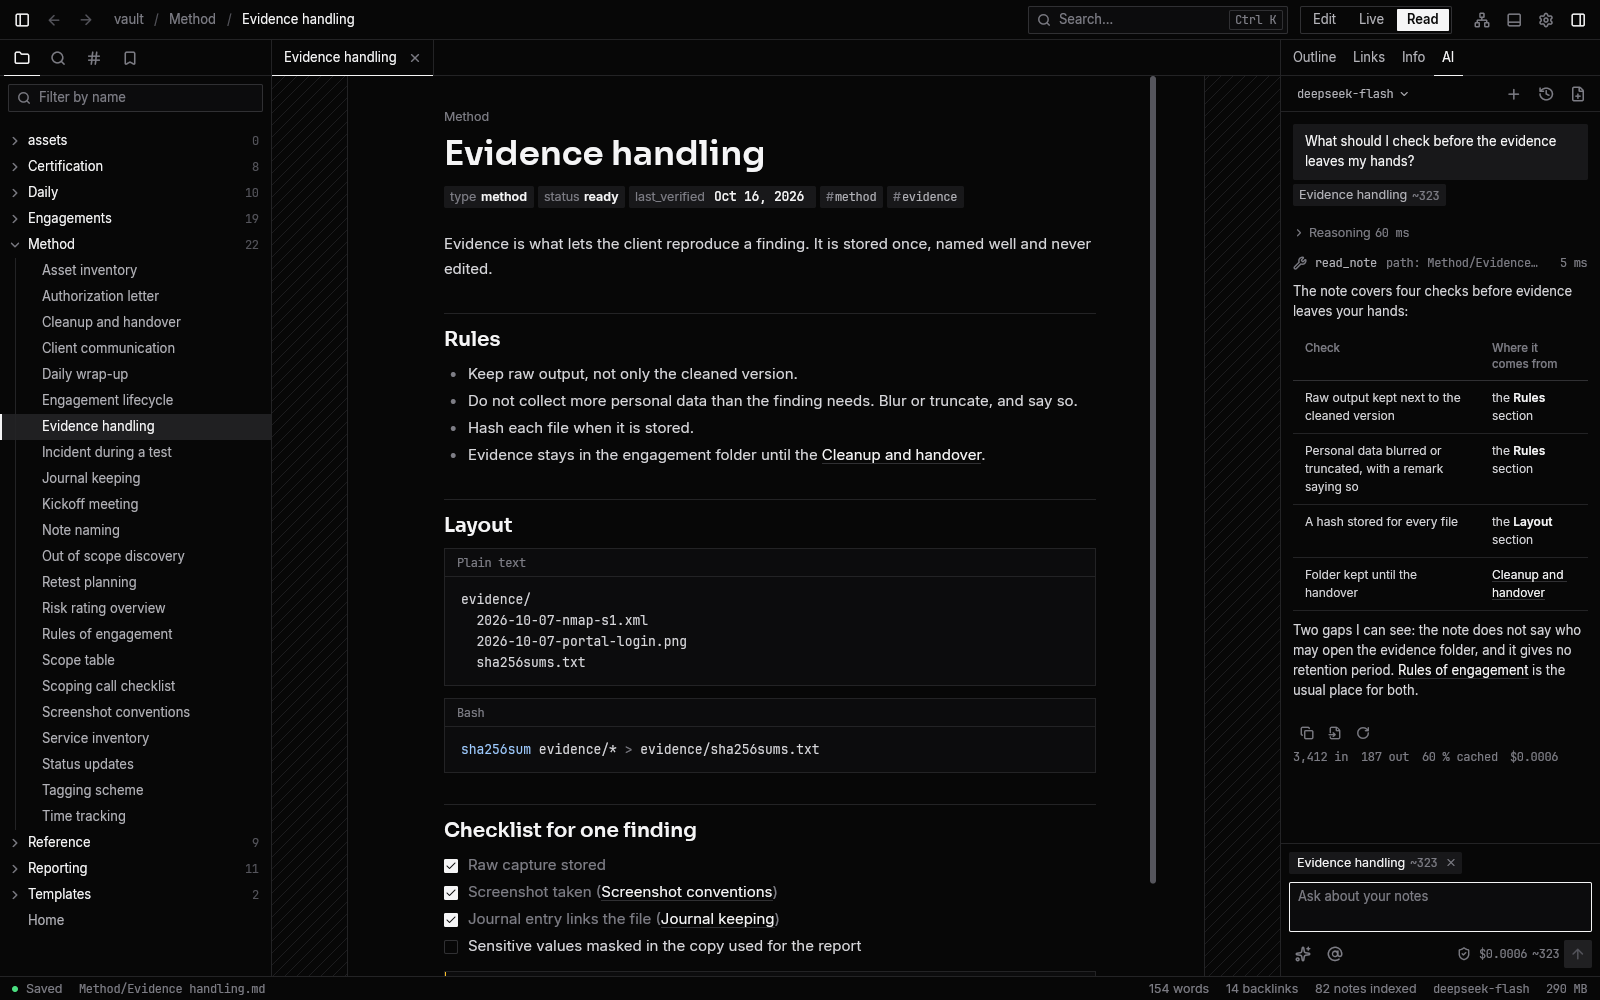 vault / Method / Evidence handling
Search...
Ctrl K
Edit Live Read
Filter by name
assets 0
Certification 8
Daily 10
Engagements 19
Method 22
Asset inventory
Authorization letter
Cleanup and handover
Client communication
Daily wrap-up
Engagement lifecycle
Evidence handling
Incident during a test
Journal keeping
Kickoff meeting
Note naming
Out of scope discovery
Retest planning
Risk rating overview
Rules of engagement
Scope table
Scoping call checklist
Screenshot conventions
Service inventory
Status updates
Tagging scheme
Time tracking
Reference 9
Reporting 11
Templates 2
Home
Evidence handling
Method
Evidence handling
type method status ready last_verified Oct 16, 2026 #method #evidence
Evidence is what lets the client reproduce a finding. It is stored once, named well and never
edited.
Rules
• Keep raw output, not only the cleaned version.
• Do not collect more personal data than the finding needs. Blur or truncate, and say so.
• Hash each file when it is stored.
• Evidence stays in the engagement folder until the Cleanup and handover.
Layout
Plain text
evidence/
2026-10-07-nmap-s1.xml
2026-10-07-portal-login.png
sha256sums.txt
Bash
sha256sum evidence/* > evidence/sha256sums.txt
Checklist for one finding
Raw capture stored
Screenshot taken (Screenshot conventions)
Journal entry links the file (Journal keeping)
Sensitive values masked in the copy used for the report
Outline Links Info AI
deepseek-flash
What should I check before the evidence
leaves my hands?
Evidence handling ~323
Reasoning 60 ms
read_note path: Method/Evidence… 5 ms
The note covers four checks before evidence
leaves your hands:
Check
Where it
comes from
Raw output kept next to the
cleaned version
the Rules
section
Personal data blurred or
truncated, with a remark
saying so
the Rules
section
A hash stored for every file
the Layout
section
Folder kept until the
handover
Cleanup and
handover
Two gaps I can see: the note does not say who
may open the evidence folder, and it gives no
retention period. Rules of engagement is the
usual place for both.
3,412 in 187 out 60 % cached $0.0006
Evidence handling ~323
Ask about your notes
$0.0006 ~323
Saved Method/Evidence handling.md
154 words 14 backlinks 82 notes indexed deepseek-flash 290 MB